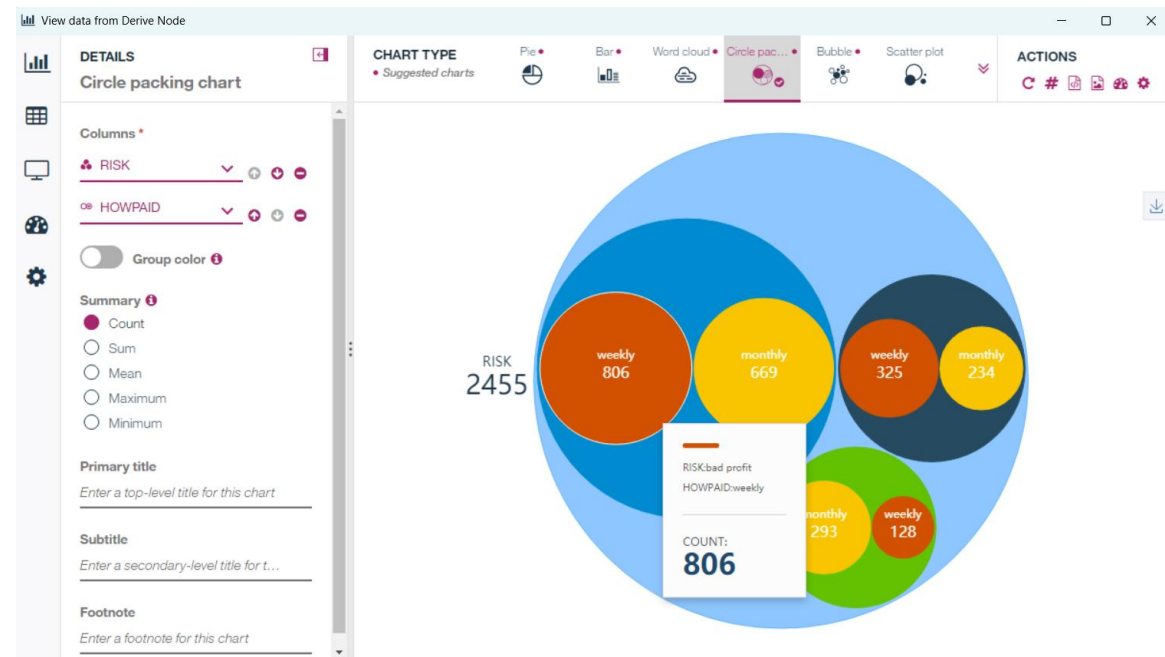 View data from Derive Node
DETAILS
Circle packing chart
Columns *
RISK
HOWPAID
Group color
Summary
Count
Sum
Mean
Maximum
Minimum
Primary title
Enter a top-level title for this chart
Subtitle
Enter a secondary-level title for t...
Footnote
Enter a footnote for this chart
CHART TYPE
• Suggested charts
Pie •
Bar •
Word cloud •
Circle pac... •
Bubble •
Scatter plot
ACTIONS
RISK
2455
weekly
806
monthly
669
weekly
325
monthly
234
RISK:bad profit
HOWPAID:weekly
COUNT:
806
monthly
293
weekly
128